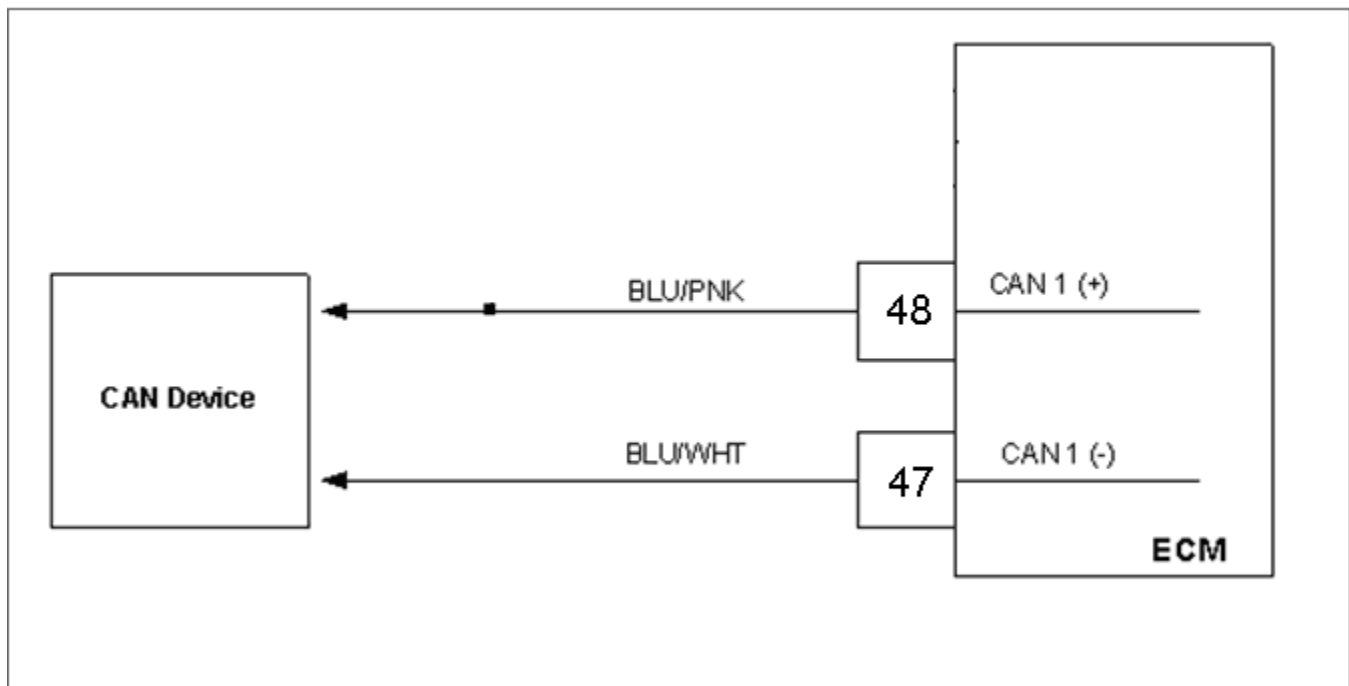 BLU/PNK
48
CAN 1 (+)
CAN Device
BLU/WHT
47
CAN 1 (-)
ECM